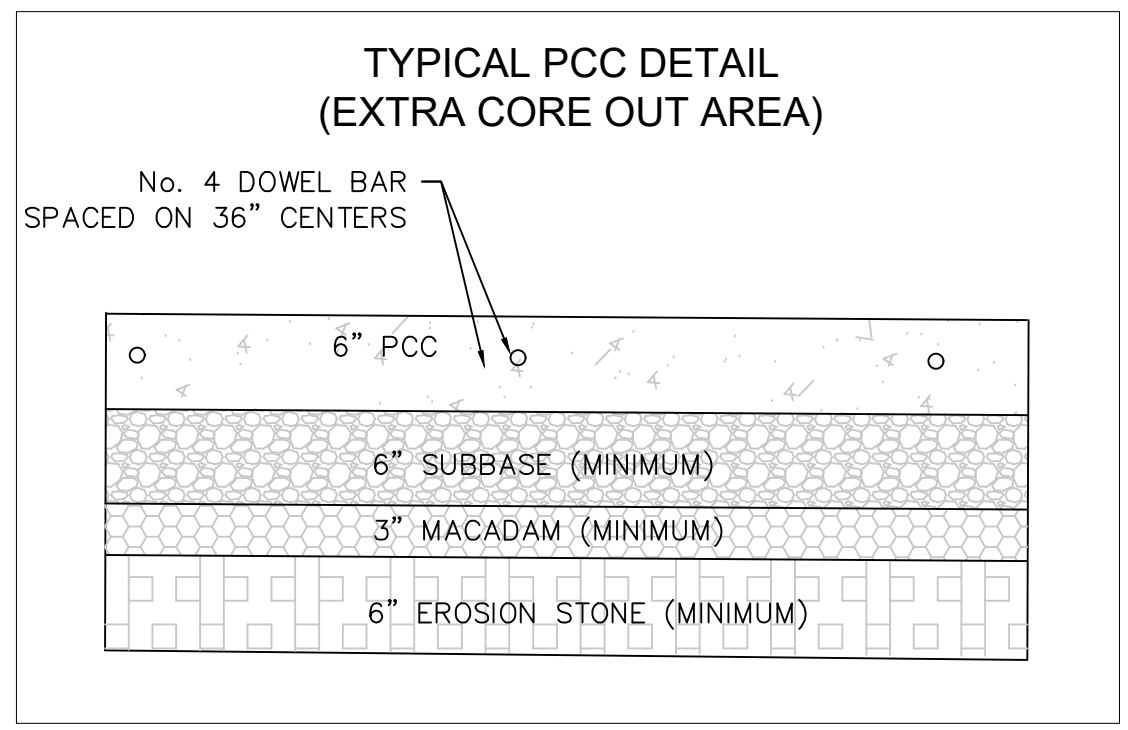 TYPICAL PCC DETAIL
(EXTRA CORE OUT AREA)
No. 4 DOWEL BAR
SPACED ON 36” CENTERS
6” PCC
6” SUBBASE (MINIMUM)
3” MACADAM (MINIMUM)
6” EROSION STONE (MINIMUM)